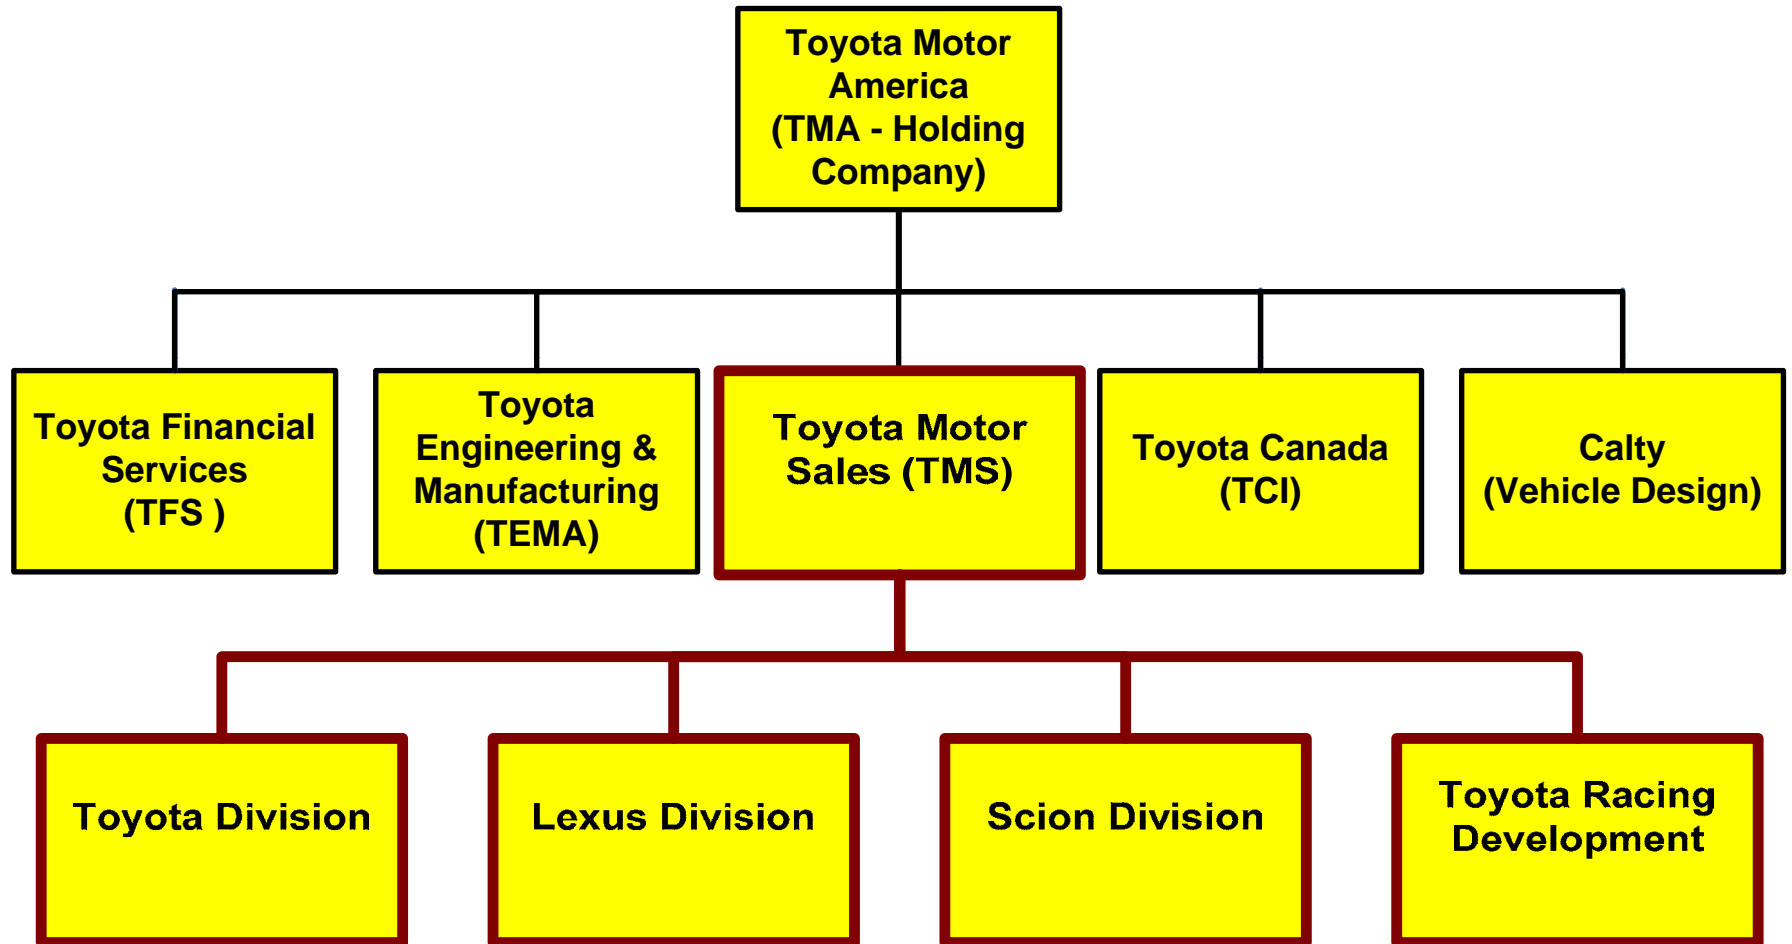 Toyota Motor
America
(TMA - Holding
Company)
Toyota Financial
Services
(TFS )
Toyota
Engineering &
Manufacturing
(TEMA)
Toyota Motor
Sales (TMS)
Toyota Canada
(TCI)
Calty
(Vehicle Design)
Toyota Division
Lexus Division
Scion Division
Toyota Racing
Development